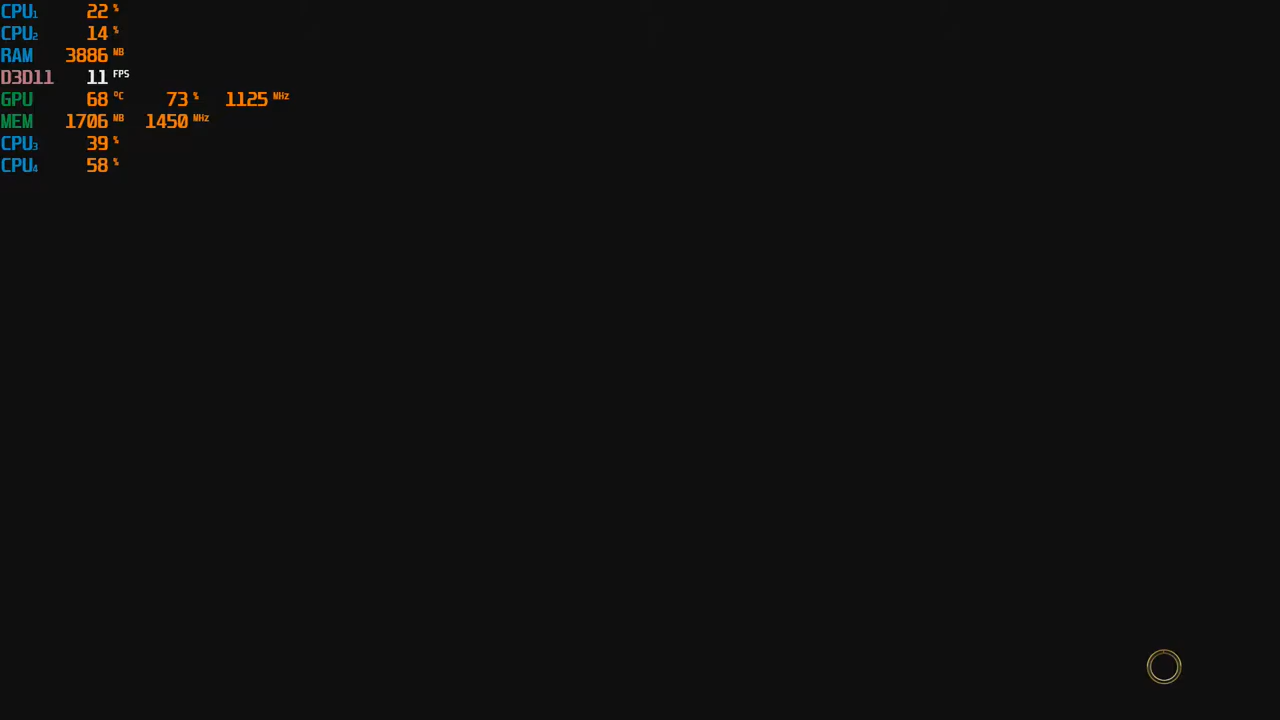 CPU1 22 %
CPU2 14 %
RAM 3886 MB
D3D11 11 FPS
GPU 68 °C 73 % 1125 MHz
MEM 1706 MB 1450 MHz
CPU3 39 %
CPU4 58 %